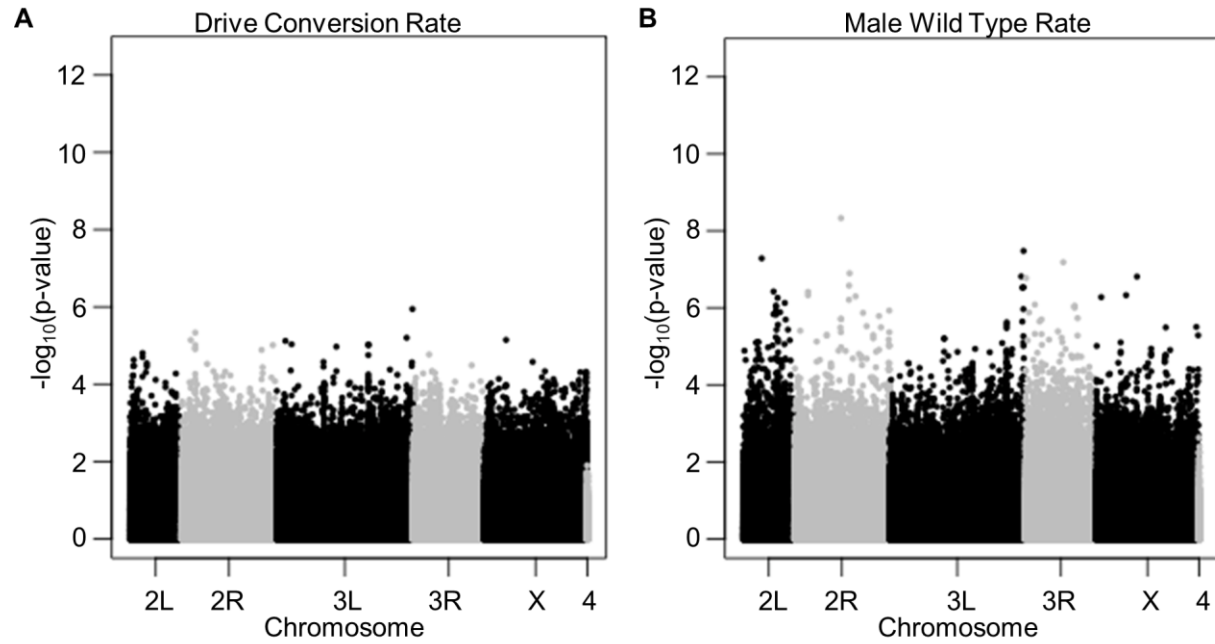 A
Drive Conversion Rate
12
10
8
6
4
2
0
-log10(p-value)
2L 2R 3L 3R X 4
Chromosome
B
Male Wild Type Rate
12
10
8
6
4
2
0
-log10(p-value)
2L 2R 3L 3R X 4
Chromosome